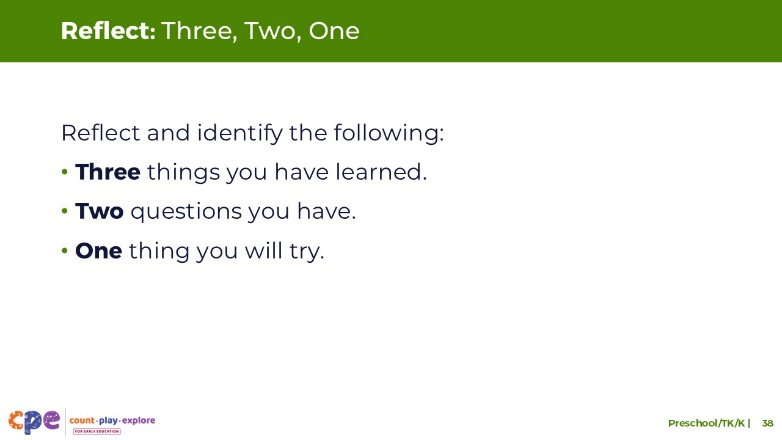 Reflect: Three, Two, One
Reflect and identify the following:
• Three things you have learned.
• Two questions you have.
• One thing you will try.
cpe
count·play·explore
FOR EARLY EDUCATION
Preschool/TK/K | 38